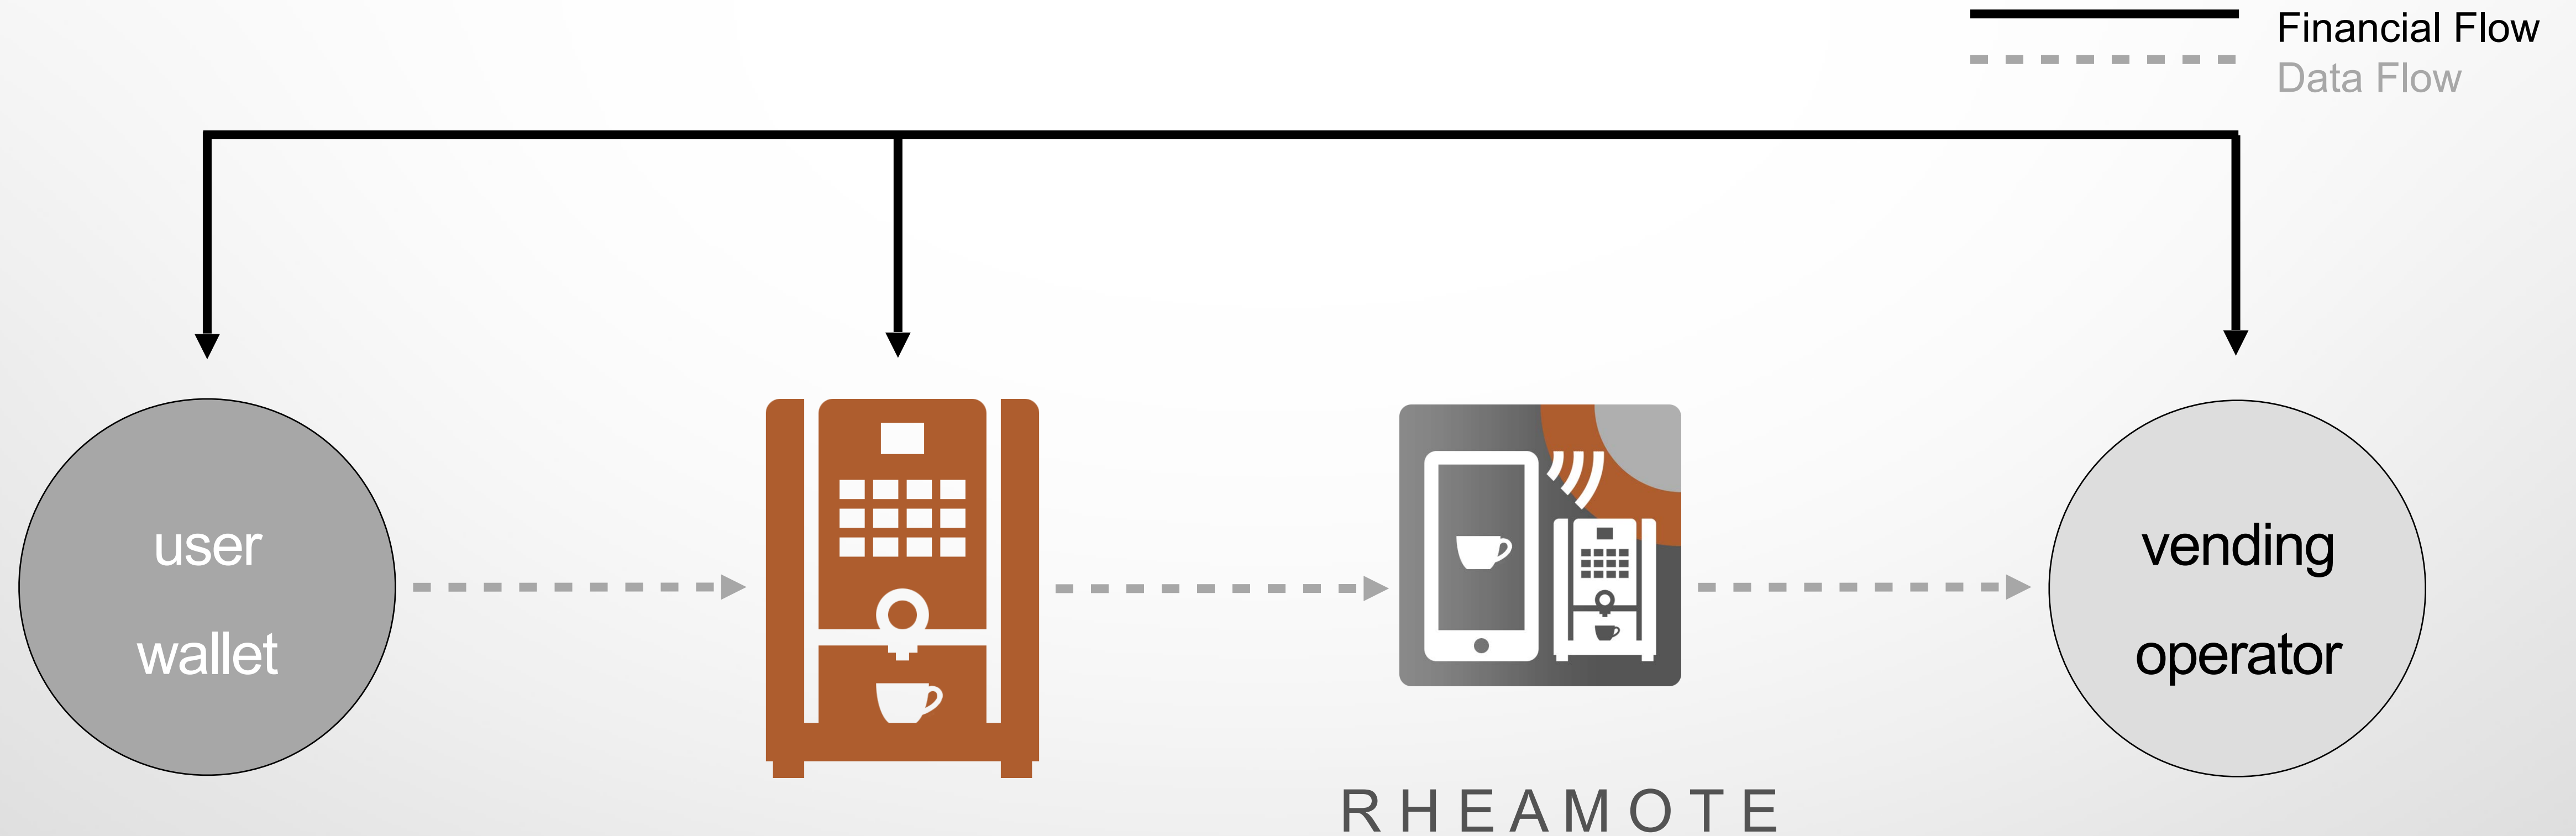 Financial Flow
Data Flow
user
wallet
vending
operator
RHEAMOTE